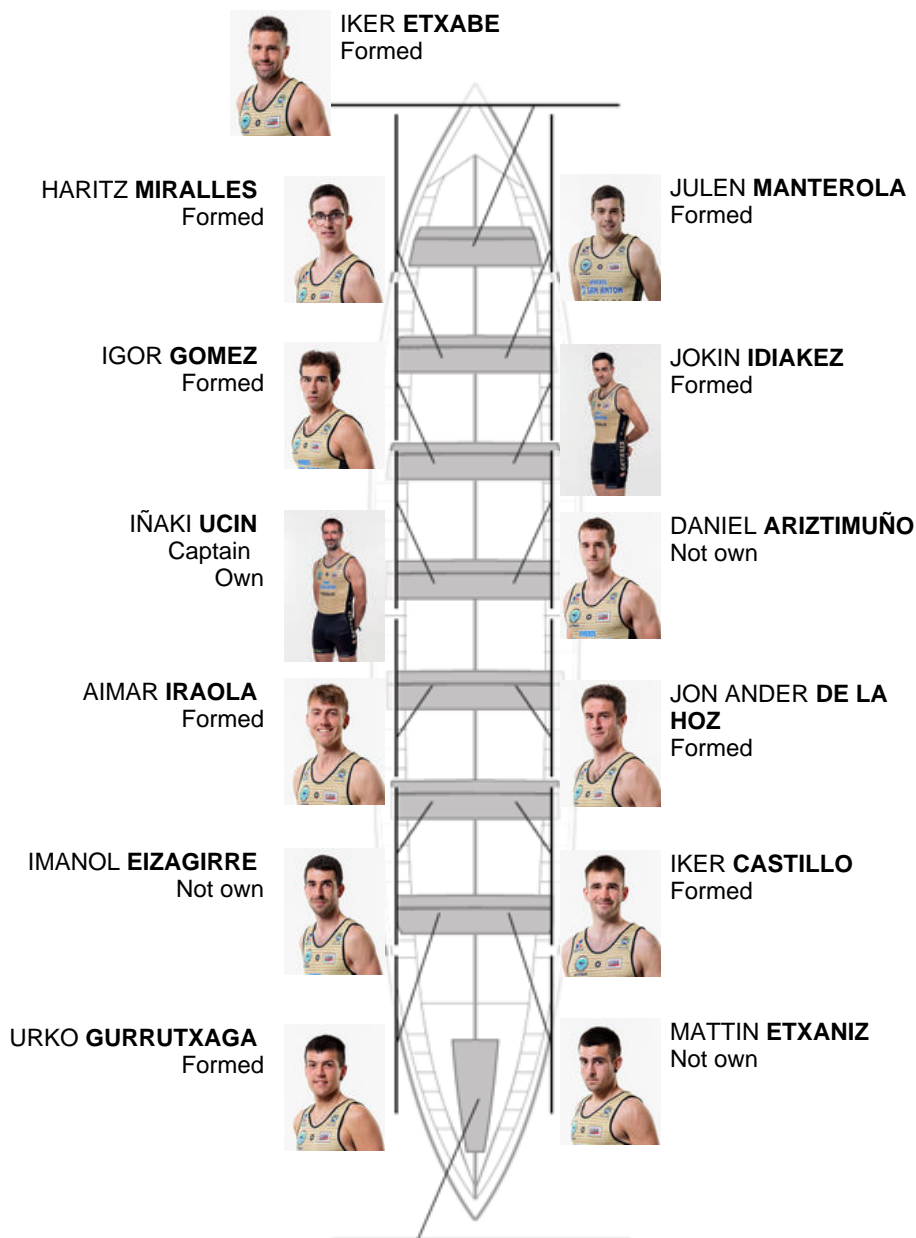 IKER ETXABE
Formed
HARITZ MIRALLES
Formed
JULEN MANTEROLA
Formed
IGOR GOMEZ
Formed
JOKIN IDIAKEZ
Formed
IÑAKI UCIN
Captain
Own
DANIEL ARIZTIMUÑO
Not own
AIMAR IRAOLA
Formed
JON ANDER DE LA
HOZ
Formed
IMANOL EIZAGIRRE
Not own
IKER CASTILLO
Formed
URKO GURRUTXAGA
Formed
MATTIN ETXANIZ
Not own